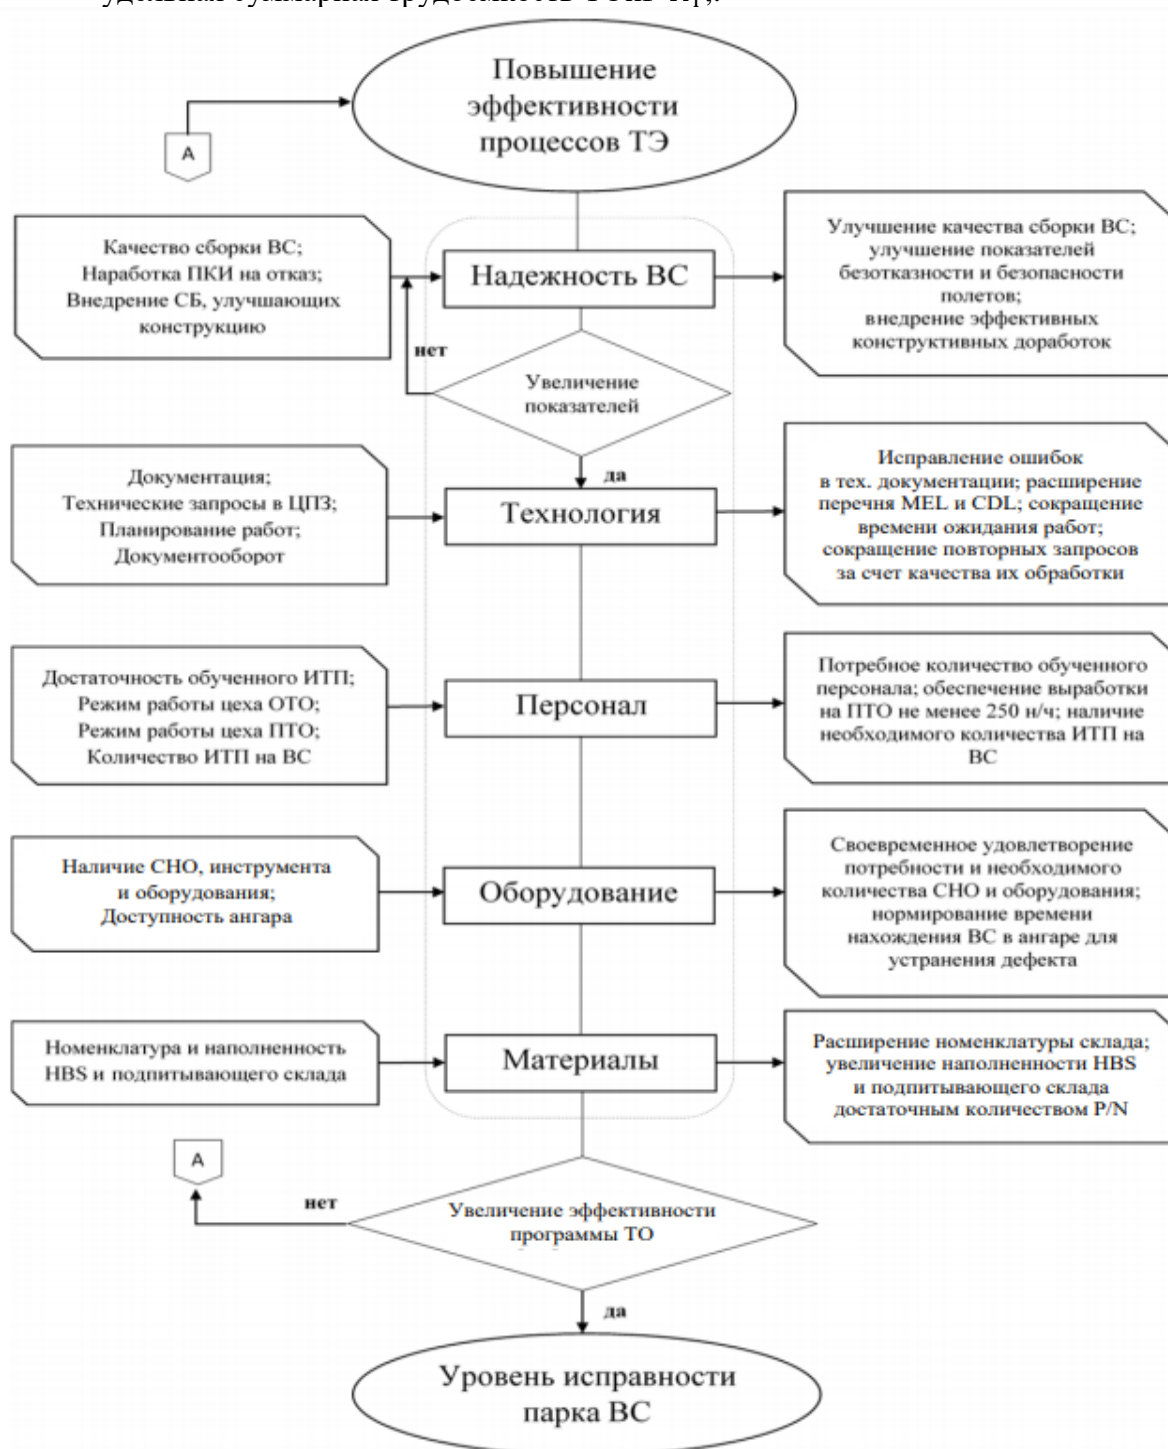 удельная суммарная трудоемкость
Повышение
эффективности
процессов ТЭ
А
Качество сборки ВС;
Наработка ПКИ на отказ;
Внедрение СБ, улучшающих
конструкцию
Надежность ВС
Улучшение качества сборки ВС;
улучшение показателей
безотказности и безопасности
полетов;
внедрение эффективных
конструктивных доработок
нет
Увеличение
показателей
да
Документация;
Технические запросы в ЦПЗ;
Планирование работ;
Документооборот
Технология
Исправление ошибок
в тех. документации; расширение
перечня MEL и CDL; сокращение
времени ожидания работ;
сокращение повторных запросов
за счет качества их обработки
Достаточность обученного ИТП;
Режим работы цеха ОТО;
Режим работы цеха ПТО;
Количество ИТП на ВС
Персонал
Потребное количество обученного
персонала; обеспечение выработки
на ПТО не менее 250 н/ч; наличие
необходимого количества ИТП на
ВС
Наличие СНО, инструмента
и оборудования;
Доступность ангара
Оборудование
Своевременное удовлетворение
потребности и необходимого
количества СНО и оборудования;
нормирование времени
нахождения ВС в ангаре для
устранения дефекта
Номенклатура и наполненность
HBS и подпитывающего склада
Материалы
Расширение номенклатуры склада;
увеличение наполненности HBS
и подпитывающего склада
достаточным количеством P/N
А
нет
Увеличение эффективности
программы ТО
да
Уровень исправности
парка ВС